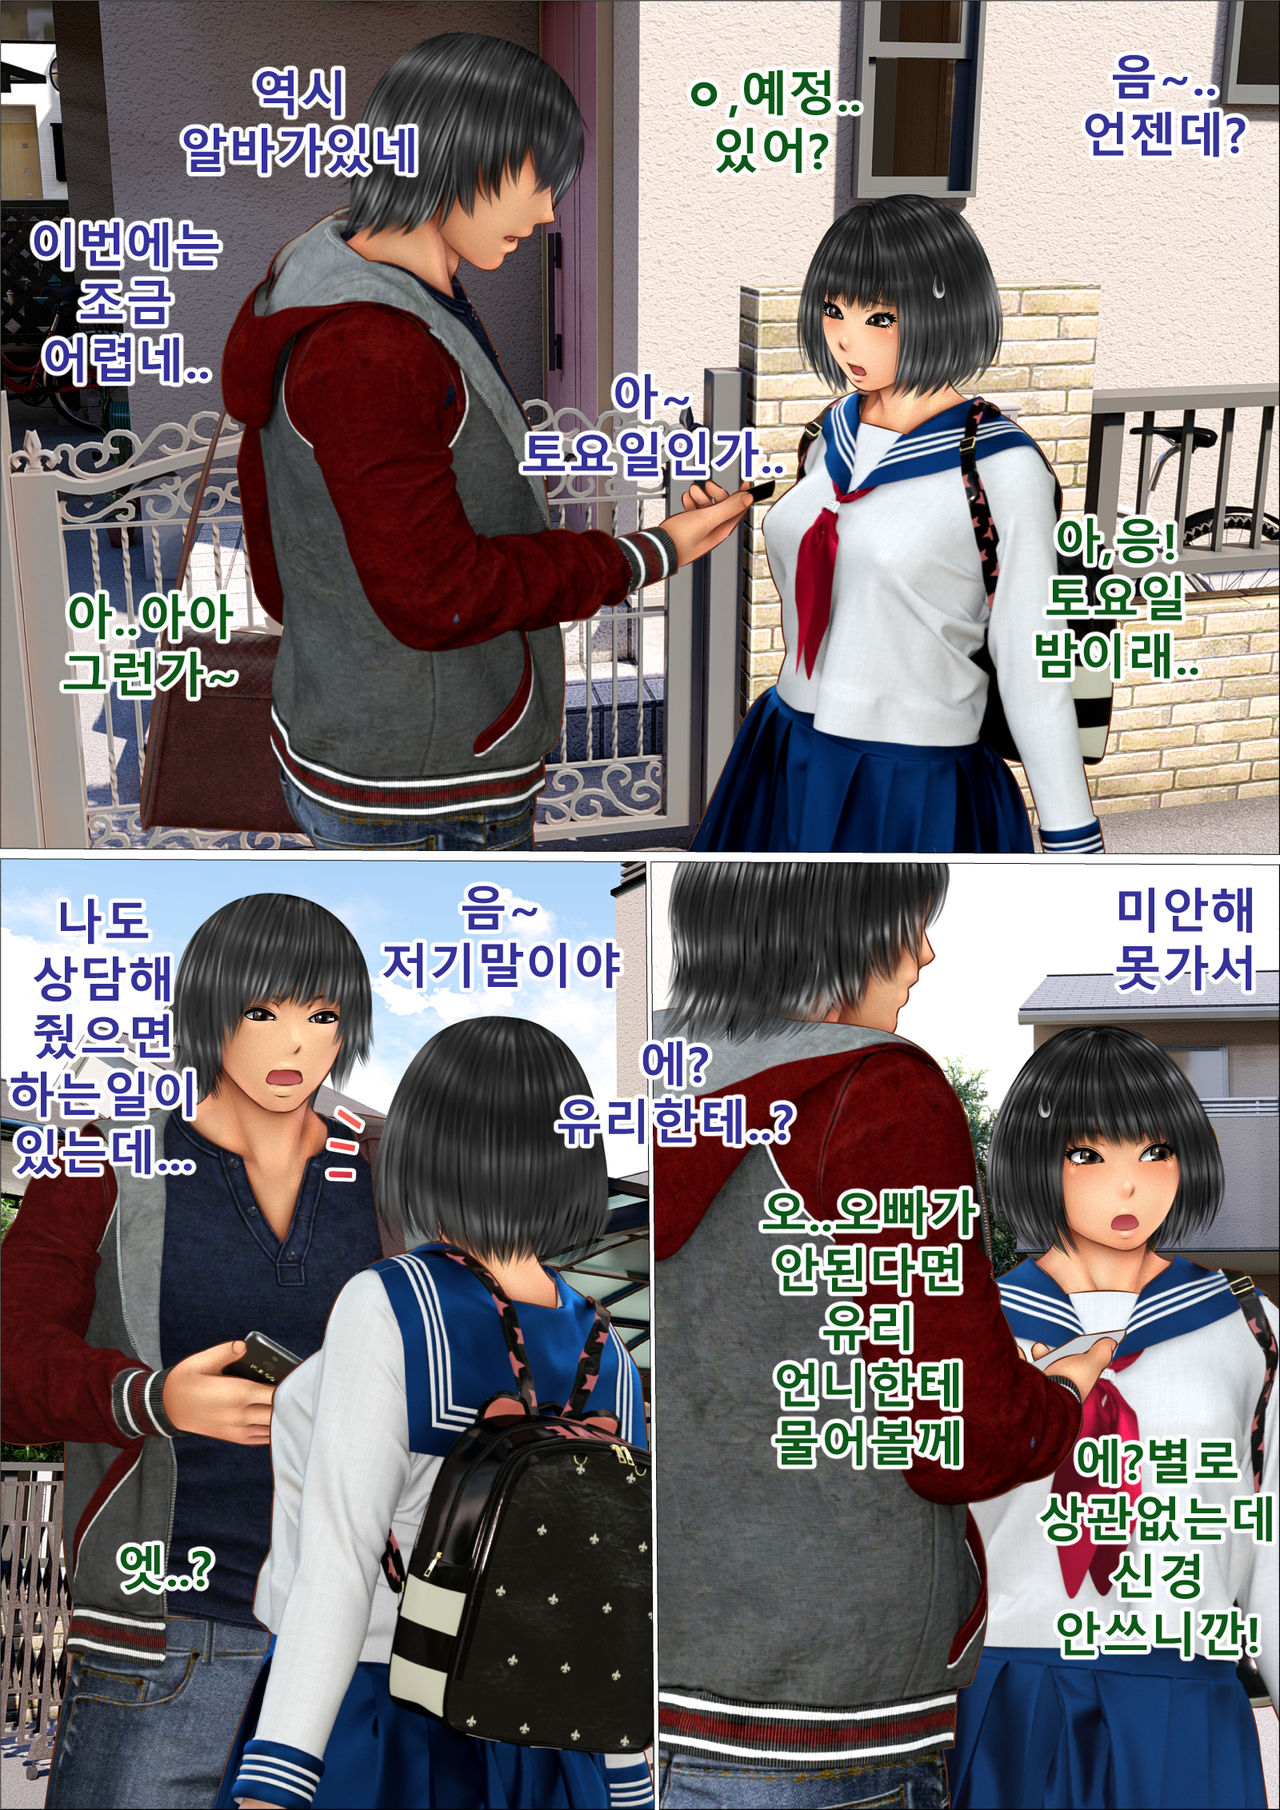 음~..
언젠데?
ㅇ,예정..
있어?
역시
알바가있네
이번에는
조금
어렵네..
아~
토요일인가..
아,응!
토요일
밤이래..
아..아아
그런가~
음~
저기말이야
나도
상담해
줬으면
하는일이
있는데...
엣..?
미안해
못가서
에?
유리한테..?
오..오빠가
안된다면
유리
언니한테
물어볼께
에?별로
상관없는데
신경
안쓰니깐!